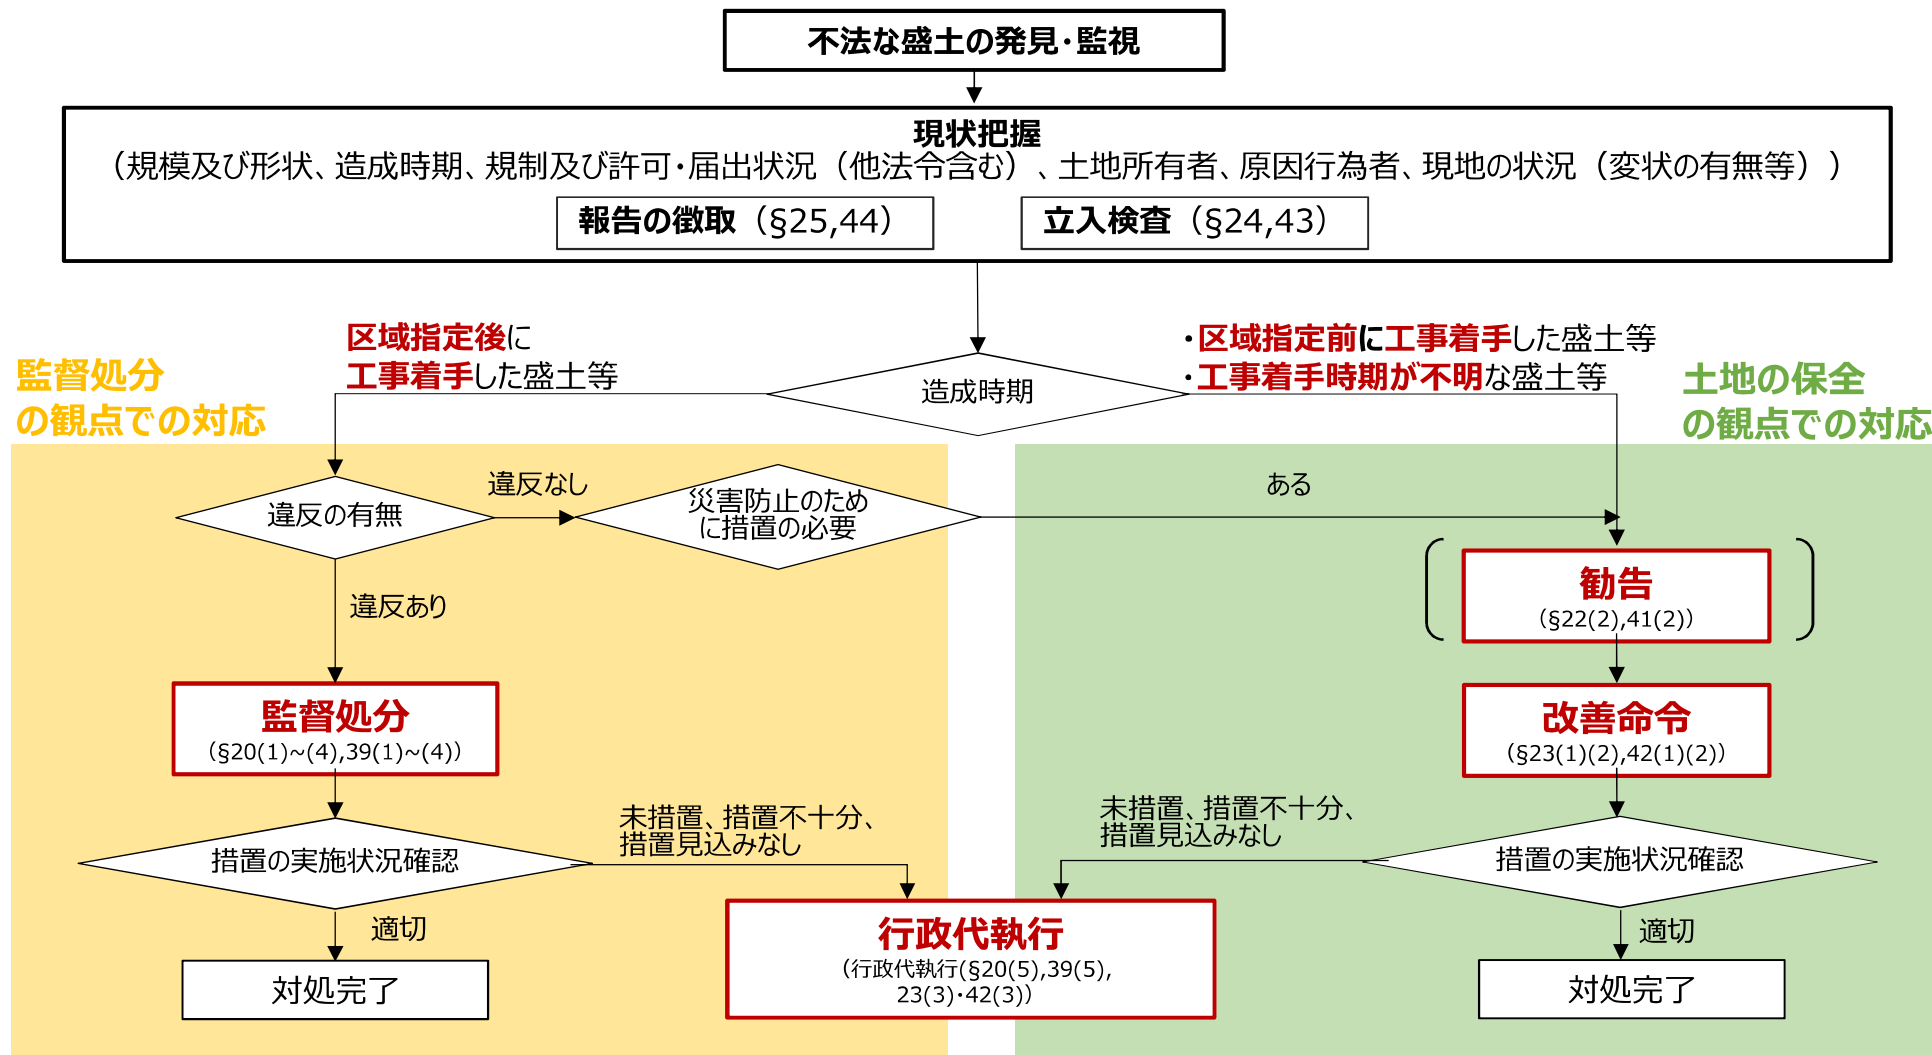 不法な盛土の発見・監視
現状把握
（規模及び形状、造成時期、規制及び許可・届出状況（他法令含む）、土地所有者、原因行為者、現地の状況（変状の有無等））
報告の徴取（§25,44）
立入検査（§24,43）
区域指定後に
工事着手した盛土等
・区域指定前に工事着手した盛土等
・工事着手時期が不明な盛土等
造成時期
監督処分
の観点での対応
土地の保全
の観点での対応
違反の有無
違反なし
災害防止のため
に措置の必要
ある
違反あり
勧告
（§22(2),41(2)）
監督処分
（§20(1)~(4),39(1)~(4)）
改善命令
（§23(1)(2),42(1)(2)）
未措置、措置不十分、
措置見込みなし
未措置、措置不十分、
措置見込みなし
措置の実施状況確認
措置の実施状況確認
適切
適切
行政代執行
（行政代執行(§20(5),39(5),
23(3)・42(3)）
対処完了
対処完了